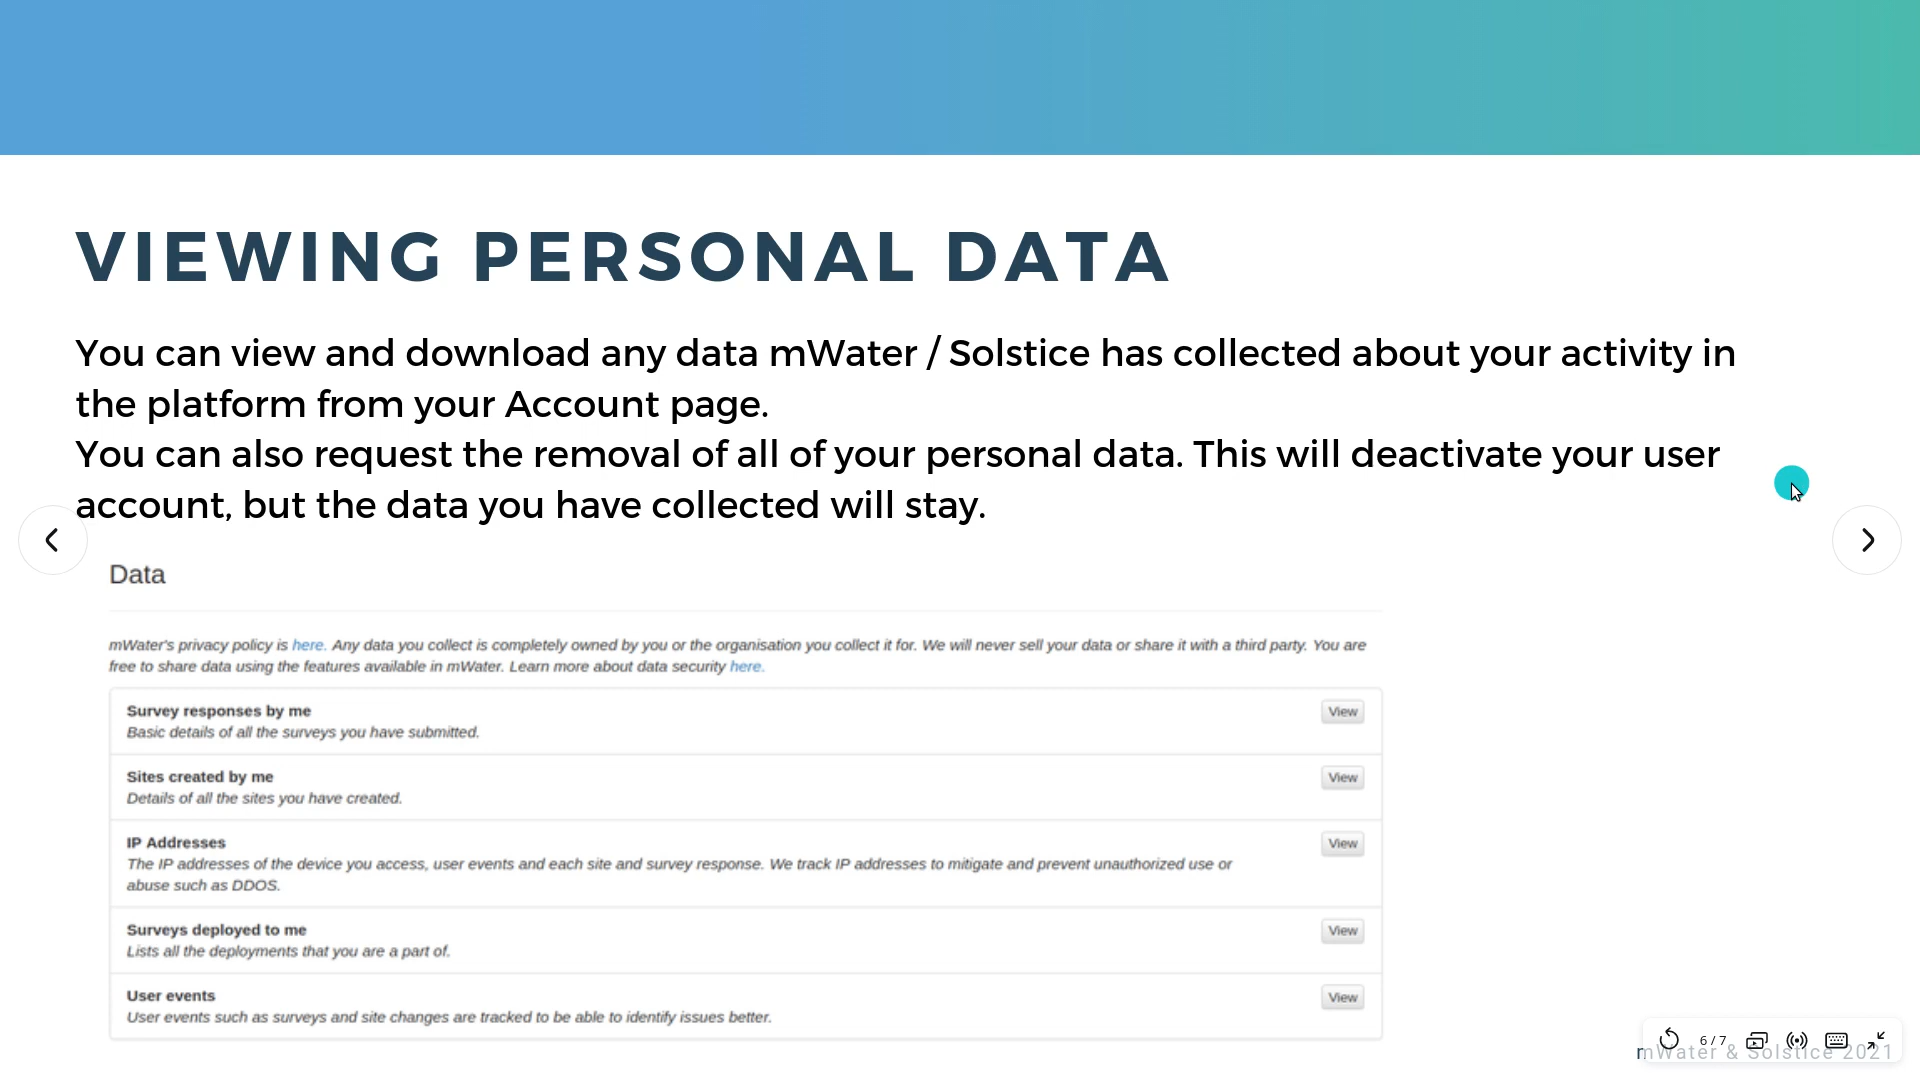 VIEWING PERSONAL DATA
You can view and download any data mWater / Solstice has collected about your activity in
the platform from your Account page.
You can also request the removal of all of your personal data. This will deactivate your user
account, but the data you have collected will stay.
Data
mWater's privacy policy is here. Any data you collect is completely owned by you or the organisation you collect it for. We will never sell your data or share it with a third party. You are
free to share data using the features available in mWater. Learn more about data security here.
Survey responses by me
View
Basic details of all the surveys you have submitted.
Sites created by me
View
Details of all the sites you have created.
IP Addresses
View
The IP addresses of the device you access, user events and each site and survey response. We track IP addresses to mitigate and prevent unauthorized use or
abuse such as DDOS.
Surveys deployed to me
View
Lists all the deployments that you are a part of.
User events
View
User events such as surveys and site changes are tracked to be able to identify issues better.
6 / 7
mWater & Solstice 2021